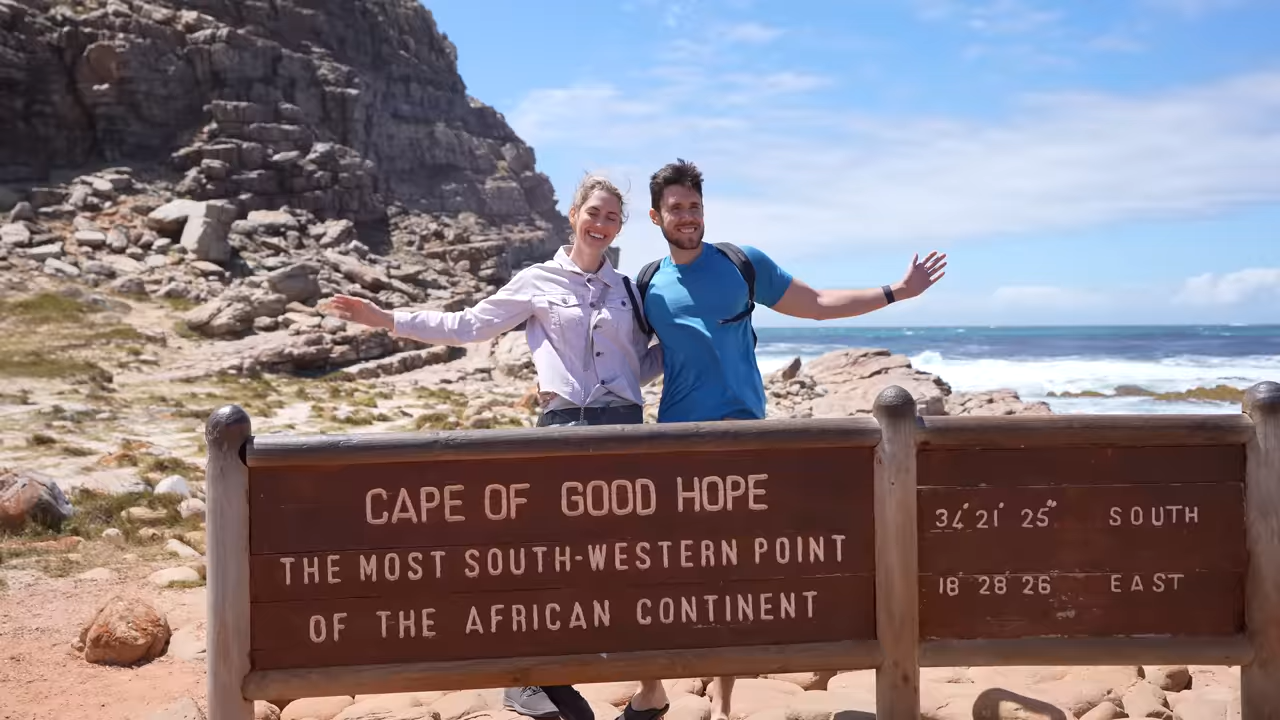 CAPE OF GOOD HOPE
THE MOST SOUTH-WESTERN POINT
OF THE AFRICAN CONTINENT
34° 21' 25" SOUTH
18° 28' 26" EAST